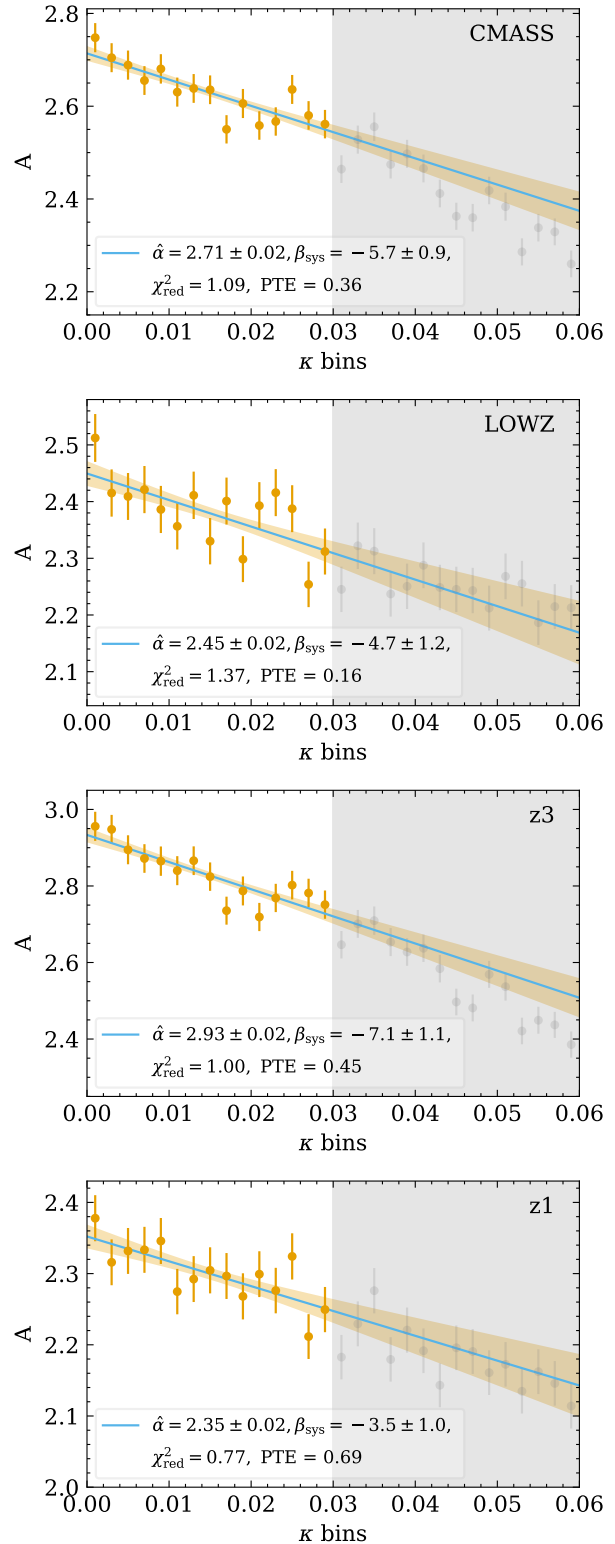 CMASS
2.8
2.6
2.4
2.2
A
α̂ = 2.71 ± 0.02, β_sys = −5.7 ± 0.9,
χ²_red = 1.09, PTE = 0.36
0.00 0.01 0.02 0.03 0.04 0.05 0.06
κ bins
LOWZ
2.5
2.4
2.3
2.2
2.1
A
α̂ = 2.45 ± 0.02, β_sys = −4.7 ± 1.2,
χ²_red = 1.37, PTE = 0.16
0.00 0.01 0.02 0.03 0.04 0.05 0.06
κ bins
z3
3.0
2.8
2.6
2.4
A
α̂ = 2.93 ± 0.02, β_sys = −7.1 ± 1.1,
χ²_red = 1.00, PTE = 0.45
0.00 0.01 0.02 0.03 0.04 0.05 0.06
κ bins
z1
2.4
2.3
2.2
2.1
2.0
A
α̂ = 2.35 ± 0.02, β_sys = −3.5 ± 1.0,
χ²_red = 0.77, PTE = 0.69
0.00 0.01 0.02 0.03 0.04 0.05 0.06
κ bins